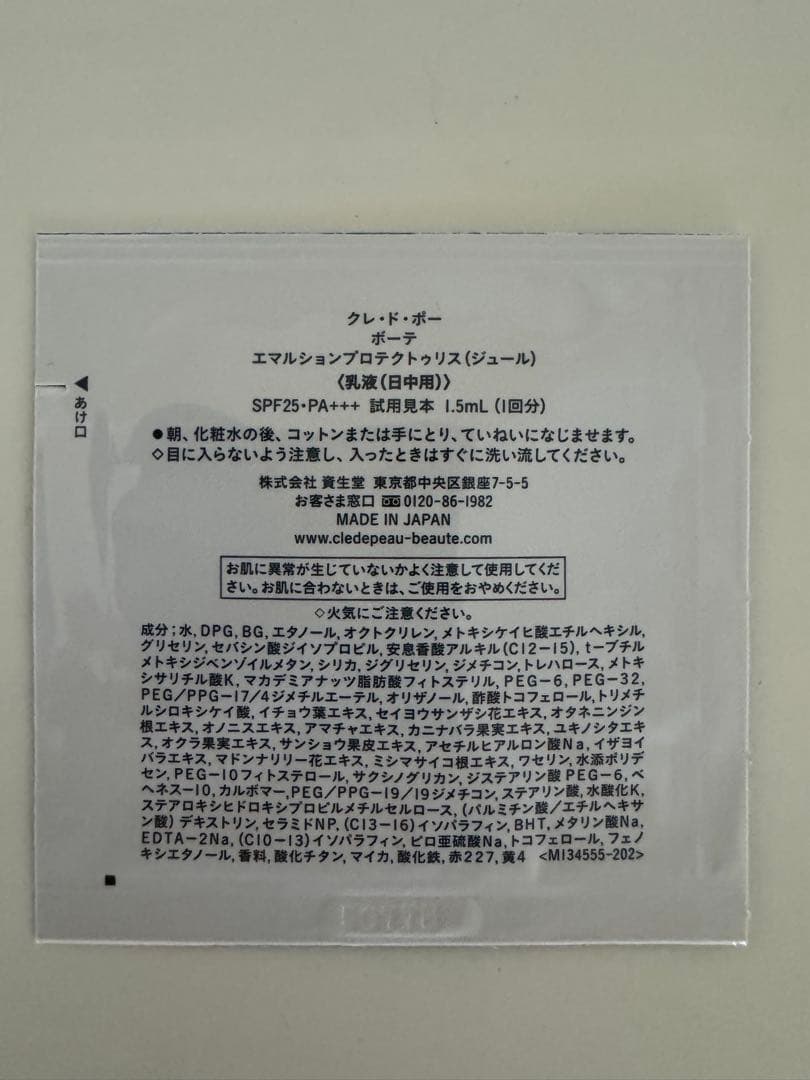 クレ・ド・ポー
ボーテ
エマルションプロテクトゥリス(ジュール)
〈乳液(日中用)〉
SPF25・PA+++ 試用見本 1.5mL (1回分)
◀あけ口
●朝、化粧水の後、コットンまたは手にとり、ていねいになじませます。
◇目に入らないよう注意し、入ったときはすぐに洗い流してください。
株式会社 資生堂 東京都中央区銀座7-5-5
お客さま窓口 0120-86-1982
MADE IN JAPAN
www.cledepeau-beaute.com
お肌に異常が生じていないかよく注意して使用してくだ
さい。お肌に合わないときは、ご使用をおやめください。
◇火気にご注意ください。
成分;水, DPG, BG, エタノール, オクトクリレン, メトキシケイヒ酸エチルヘキシル,
グリセリン, セバシン酸ジイソプロピル, 安息香酸アルキル(C12-15), t-ブチル
メトキシジベンゾイルメタン, シリカ, ジグリセリン, ジメチコン, トレハロース, メトキ
シサリチル酸K, マカデミアナッツ脂肪酸フィトステリル, PEG-6, PEG-32,
PEG/PPG-17/4ジメチルエーテル, オリザノール, 酢酸トコフェロール, トリメチ
ルシロキシケイ酸, イチョウ葉エキス, セイヨウサンザシ花エキス, オタネニンジン
根エキス, オノニスエキス, アマチャエキス, カニナバラ果実エキス, ユキノシタエキ
ス, オクラ果実エキス, サンショウ果皮エキス, アセチルヒアルロン酸Na, イザヨイ
バラエキス, マドンナリリー花エキス, ミシマサイコ根エキス, ワセリン, 水添ポリデ
セン, PEG-10フィトステロール, サクシノグリカン, ジステアリン酸PEG-6, ベ
ヘネス-10, カルボマー, PEG/PPG-19/19ジメチコン, ステアリン酸, 水酸化K,
ステアロキシヒドロキシプロピルメチルセルロース, (パルミチン酸/エチルヘキサ
ン酸)デキストリン, セラミドNP, (C13-16)イソパラフィン, BHT, メタリン酸Na,
EDTA-2Na, (C10-13)イソパラフィン, ピロ亜硫酸Na, トコフェロール, フェノ
キシエタノール, 香料, 酸化チタン, マイカ, 酸化鉄, 赤227, 黄4 <MI34555-202>